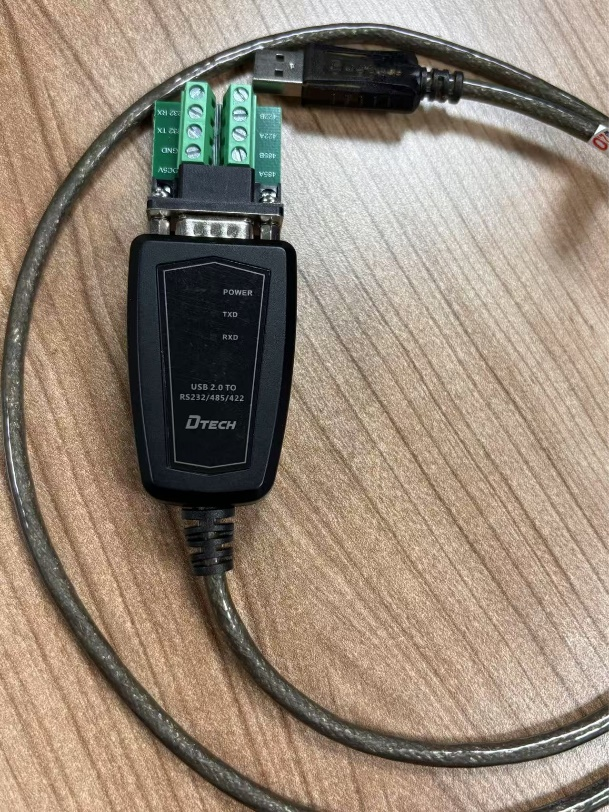 232 RX
232 TX
GND
DC5V
422B
422A
485B
485A
POWER
TXD
RXD
USB 2.0 TO
RS232/485/422
DTECH